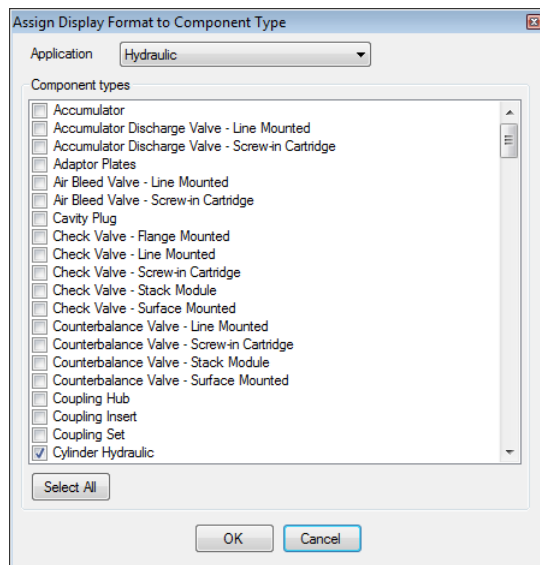 Assign Display Format to Component Type
Application Hydraulic
Component types
Accumulator
Accumulator Discharge Valve - Line Mounted
Accumulator Discharge Valve - Screw-in Cartridge
Adaptor Plates
Air Bleed Valve - Line Mounted
Air Bleed Valve - Screw-in Cartridge
Cavity Plug
Check Valve - Flange Mounted
Check Valve - Line Mounted
Check Valve - Screw-in Cartridge
Check Valve - Stack Module
Check Valve - Surface Mounted
Counterbalance Valve - Line Mounted
Counterbalance Valve - Screw-in Cartridge
Counterbalance Valve - Stack Module
Counterbalance Valve - Surface Mounted
Coupling Hub
Coupling Insert
Coupling Set
Cylinder Hydraulic
Select All
OK Cancel